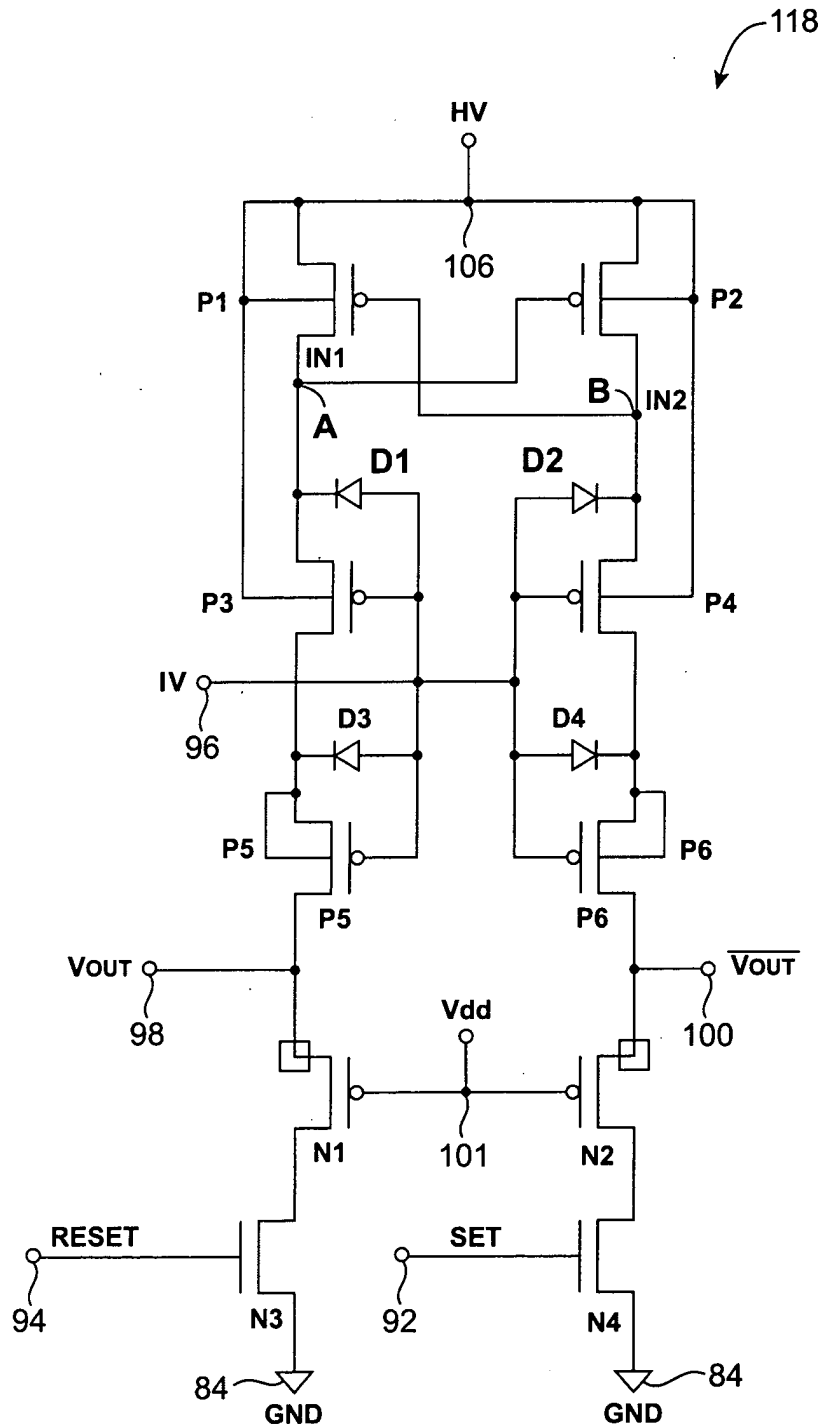 118
HV
106
P1
P2
IN1
A
B
IN2
D1
D2
P3
P4
IV
96
D3
D4
P5
P6
P5
P6
VOUT
98
Vdd
VOUT
100
101
N1
N2
RESET
94
SET
92
N3
N4
84
GND
84
GND